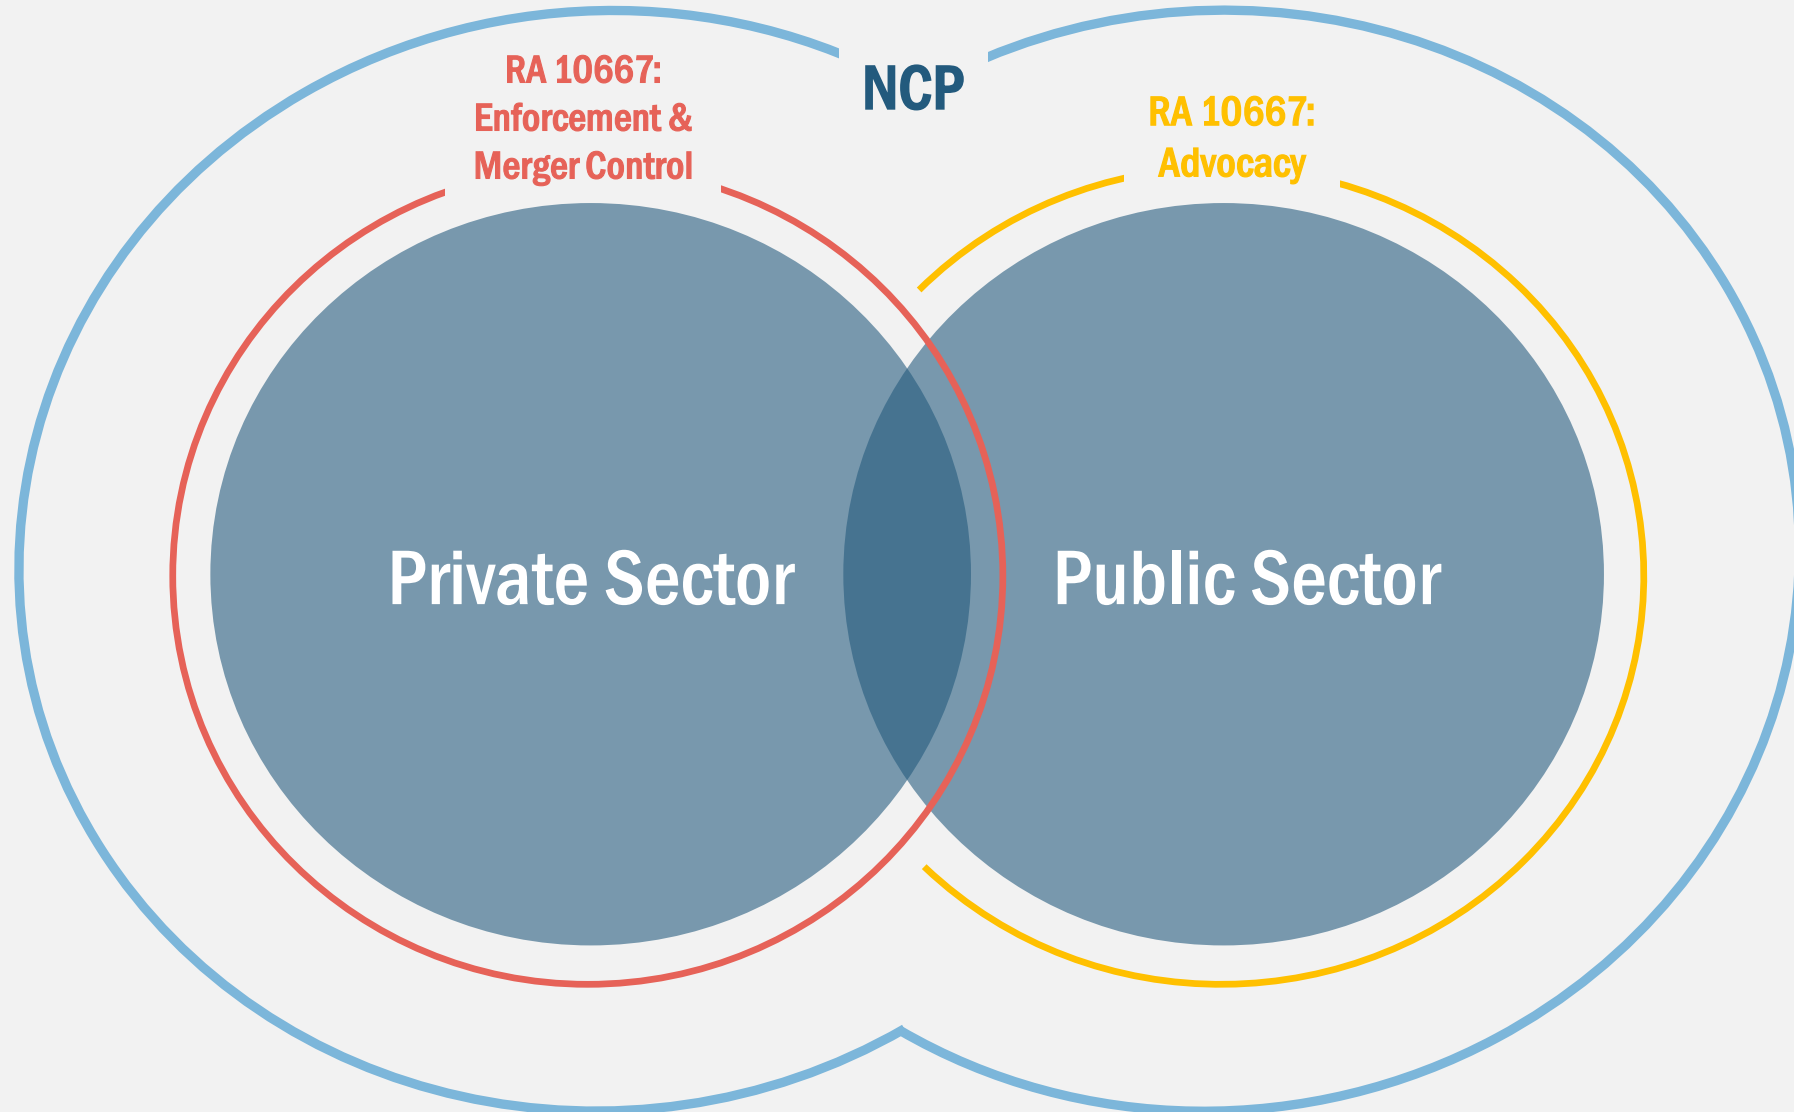 NCP
RA 10667:
Enforcement &
Merger Control
RA 10667:
Advocacy
Private Sector
Public Sector